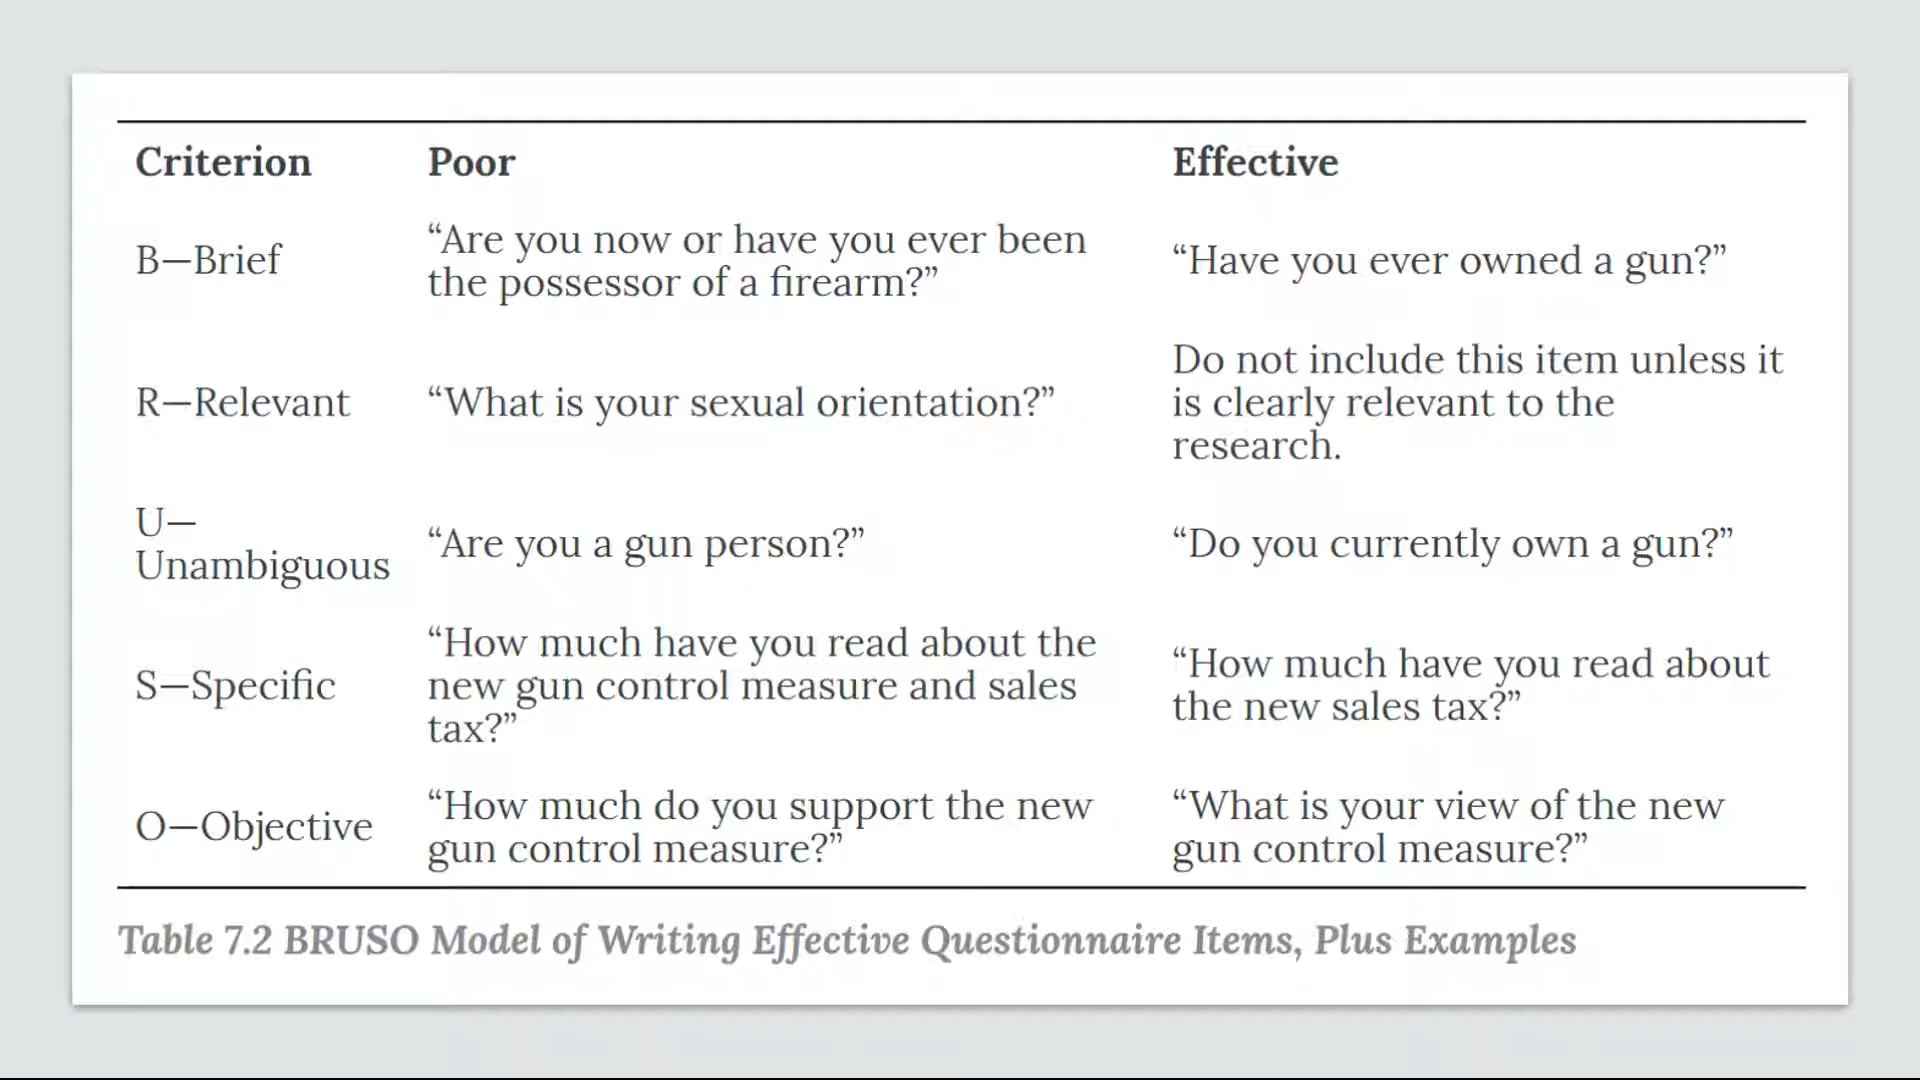 Criterion Poor Effective
B—Brief “Are you now or have you ever been the possessor of a firearm?” “Have you ever owned a gun?”
R—Relevant “What is your sexual orientation?” Do not include this item unless it is clearly relevant to the research.
U—Unambiguous “Are you a gun person?” “Do you currently own a gun?”
S—Specific “How much have you read about the new gun control measure and sales tax?” “How much have you read about the new sales tax?”
O—Objective “How much do you support the new gun control measure?” “What is your view of the new gun control measure?”
Table 7.2 BRUSO Model of Writing Effective Questionnaire Items, Plus Examples